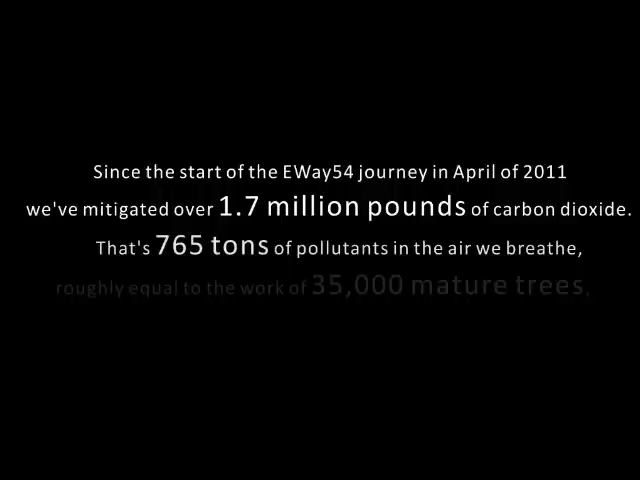 Since the start of the EWay54 journey in April of 2011
we've mitigated over 1.7 million pounds of carbon dioxide.
That's 765 tons of pollutants in the air we breathe,
roughly equal to the work of 35,000 mature trees.